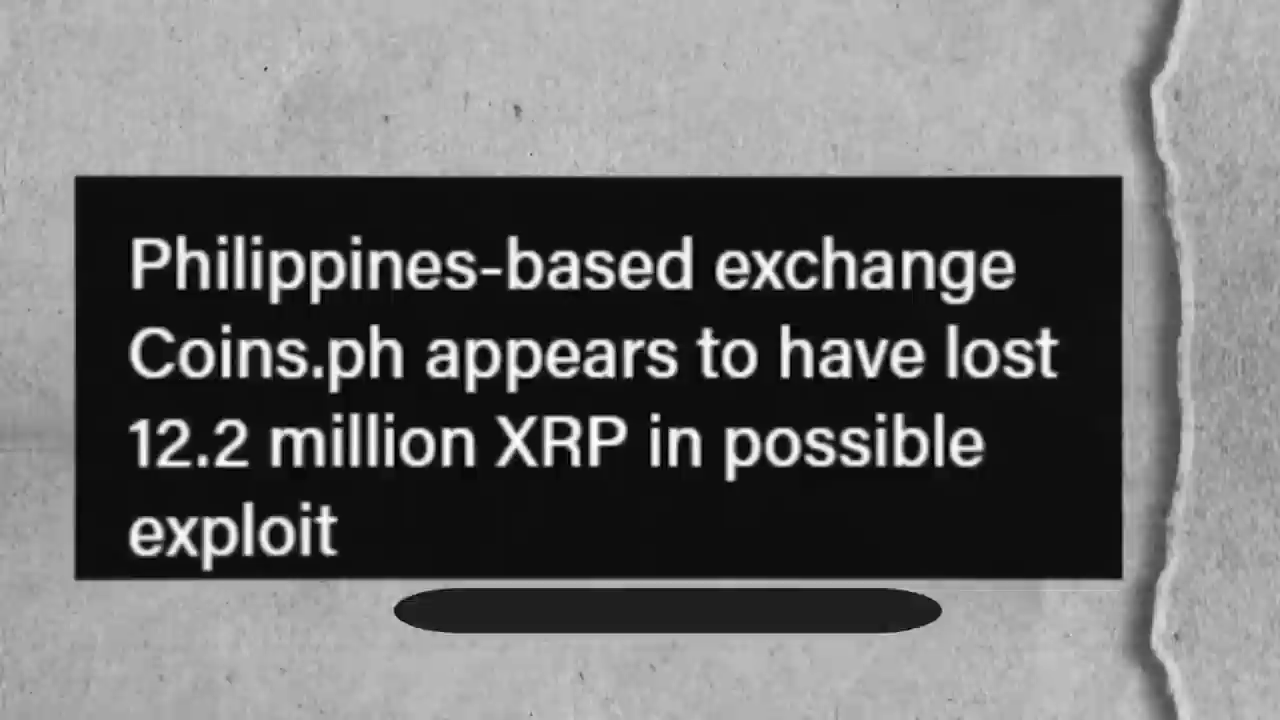 Philippines-based exchange
Coins.ph appears to have lost
12.2 million XRP in possible
exploit